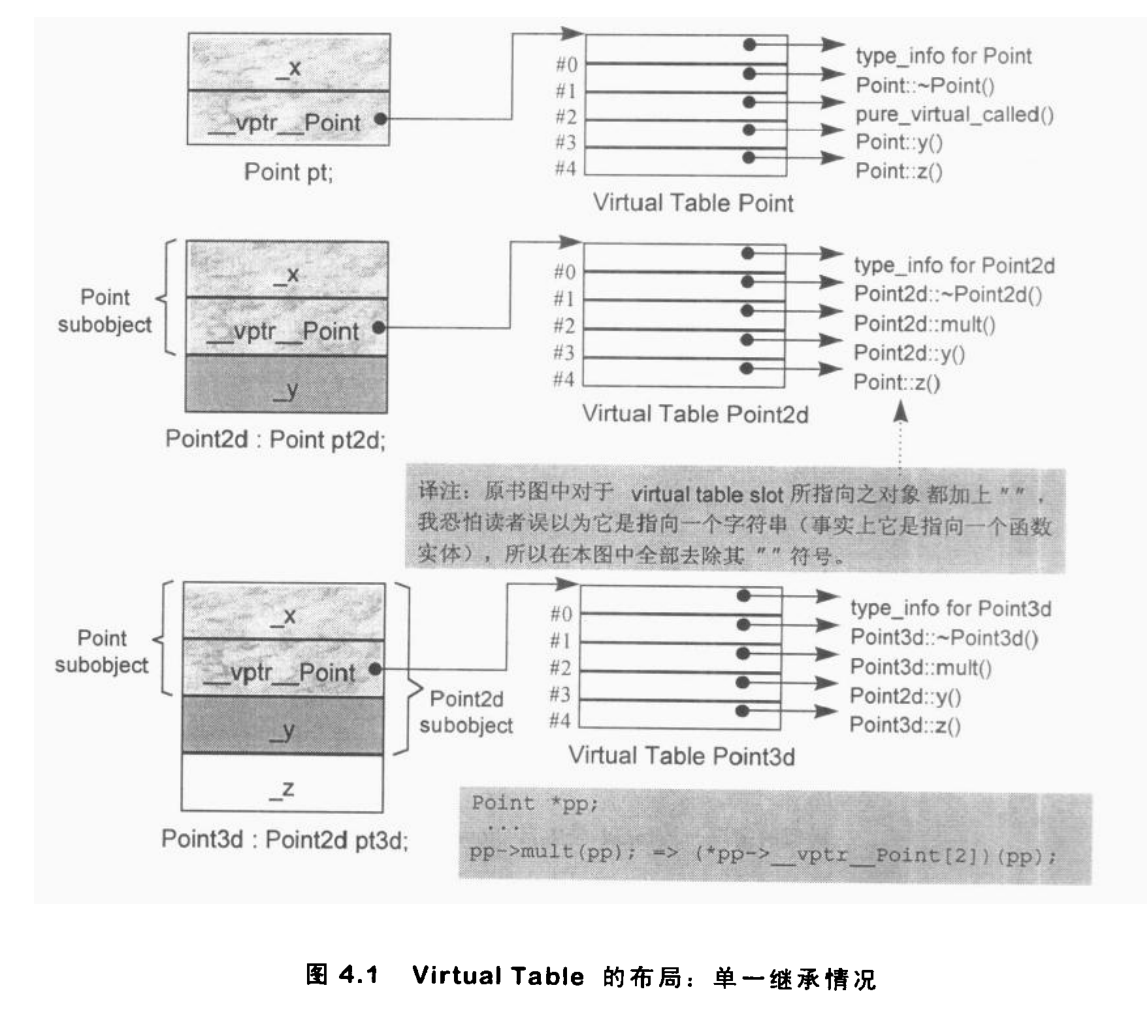 _x
__vptr__Point
Point pt;
#0
#1
#2
#3
#4
type_info for Point
Point::~Point()
pure_virtual_called()
Point::y()
Point::z()
Virtual Table Point
Point
subobject
_x
__vptr__Point
_y
Point2d : Point pt2d;
#0
#1
#2
#3
#4
type_info for Point2d
Point2d::~Point2d()
Point2d::mult()
Point2d::y()
Point::z()
Virtual Table Point2d
译注：原书图中对于 virtual table slot 所指向之对象 都加上 " "，
我恐怕读者误以为它是指向一个字符串（事实上它是指向一个函数
实体），所以在本图中全部去除其 " " 符号。
Point
subobject
_x
__vptr__Point
_y
_z
Point2d
subobject
Point3d : Point2d pt3d;
#0
#1
#2
#3
#4
type_info for Point3d
Point3d::~Point3d()
Point3d::mult()
Point2d::y()
Point3d::z()
Virtual Table Point3d
Point *pp;
...
pp->mult(pp); => (*pp->__vptr__Point[2])(pp);
图 4.1 Virtual Table 的布局：单一继承情况